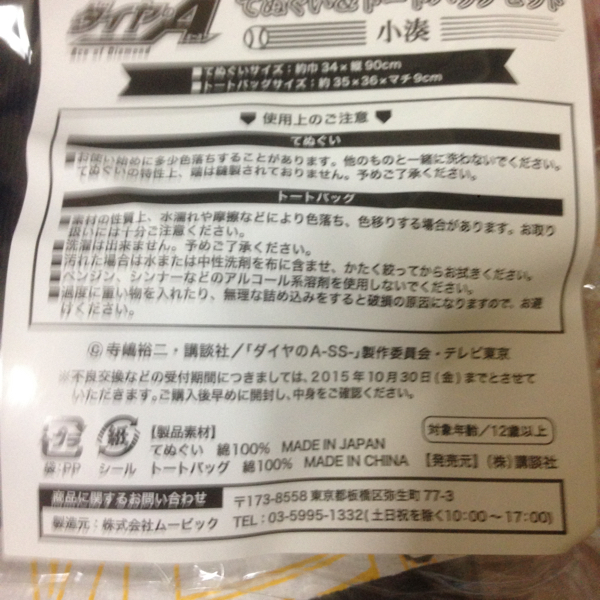 ダイヤのA
Ace of Diamond
てぬぐい&トートバッグセット
小湊
■てぬぐいサイズ:約巾34×縦90cm
■トートバッグサイズ:約35×36×マチ9cm
使用上のご注意
てぬぐい
■お使い始めに多少色落ちすることがあります。他のものと一緒に洗わないでください。
てぬぐいの特性上、端は縫製されておりません。予めご了承ください。
トートバッグ
■素材の性質上、水濡れや摩擦などにより色落ち、色移りする場合があります。お取り
扱いには十分ご注意ください。
■洗濯は出来ません。予めご了承ください。
■汚れた場合は水または中性洗剤を布に含ませ、かたく絞ってからお拭きください。
ベンジン、シンナーなどのアルコール系溶剤を使用しないでください。
■過度に重い物を入れたり、無理な詰め込みをすると破損の原因になりますので、お避
けください。
©寺嶋裕二・講談社/「ダイヤのA-SS-」製作委員会・テレビ東京
※不良交換などの受付期間につきましては、2015年10月30日(金)までとさせて
いただきます。ご購入後早めに開封し、中身をご確認ください。
プラ
紙
【製品素材】
対象年齢/12歳以上
てぬぐい 綿100% MADE IN JAPAN
袋:PP シール トートバッグ 綿100% MADE IN CHINA 【発売元】(株)講談社
商品に関するお問い合わせ
〒173-8558 東京都板橋区弥生町77-3
製造元:株式会社ムービック
TEL:03-5995-1332(土日祝を除く10:00~17:00)